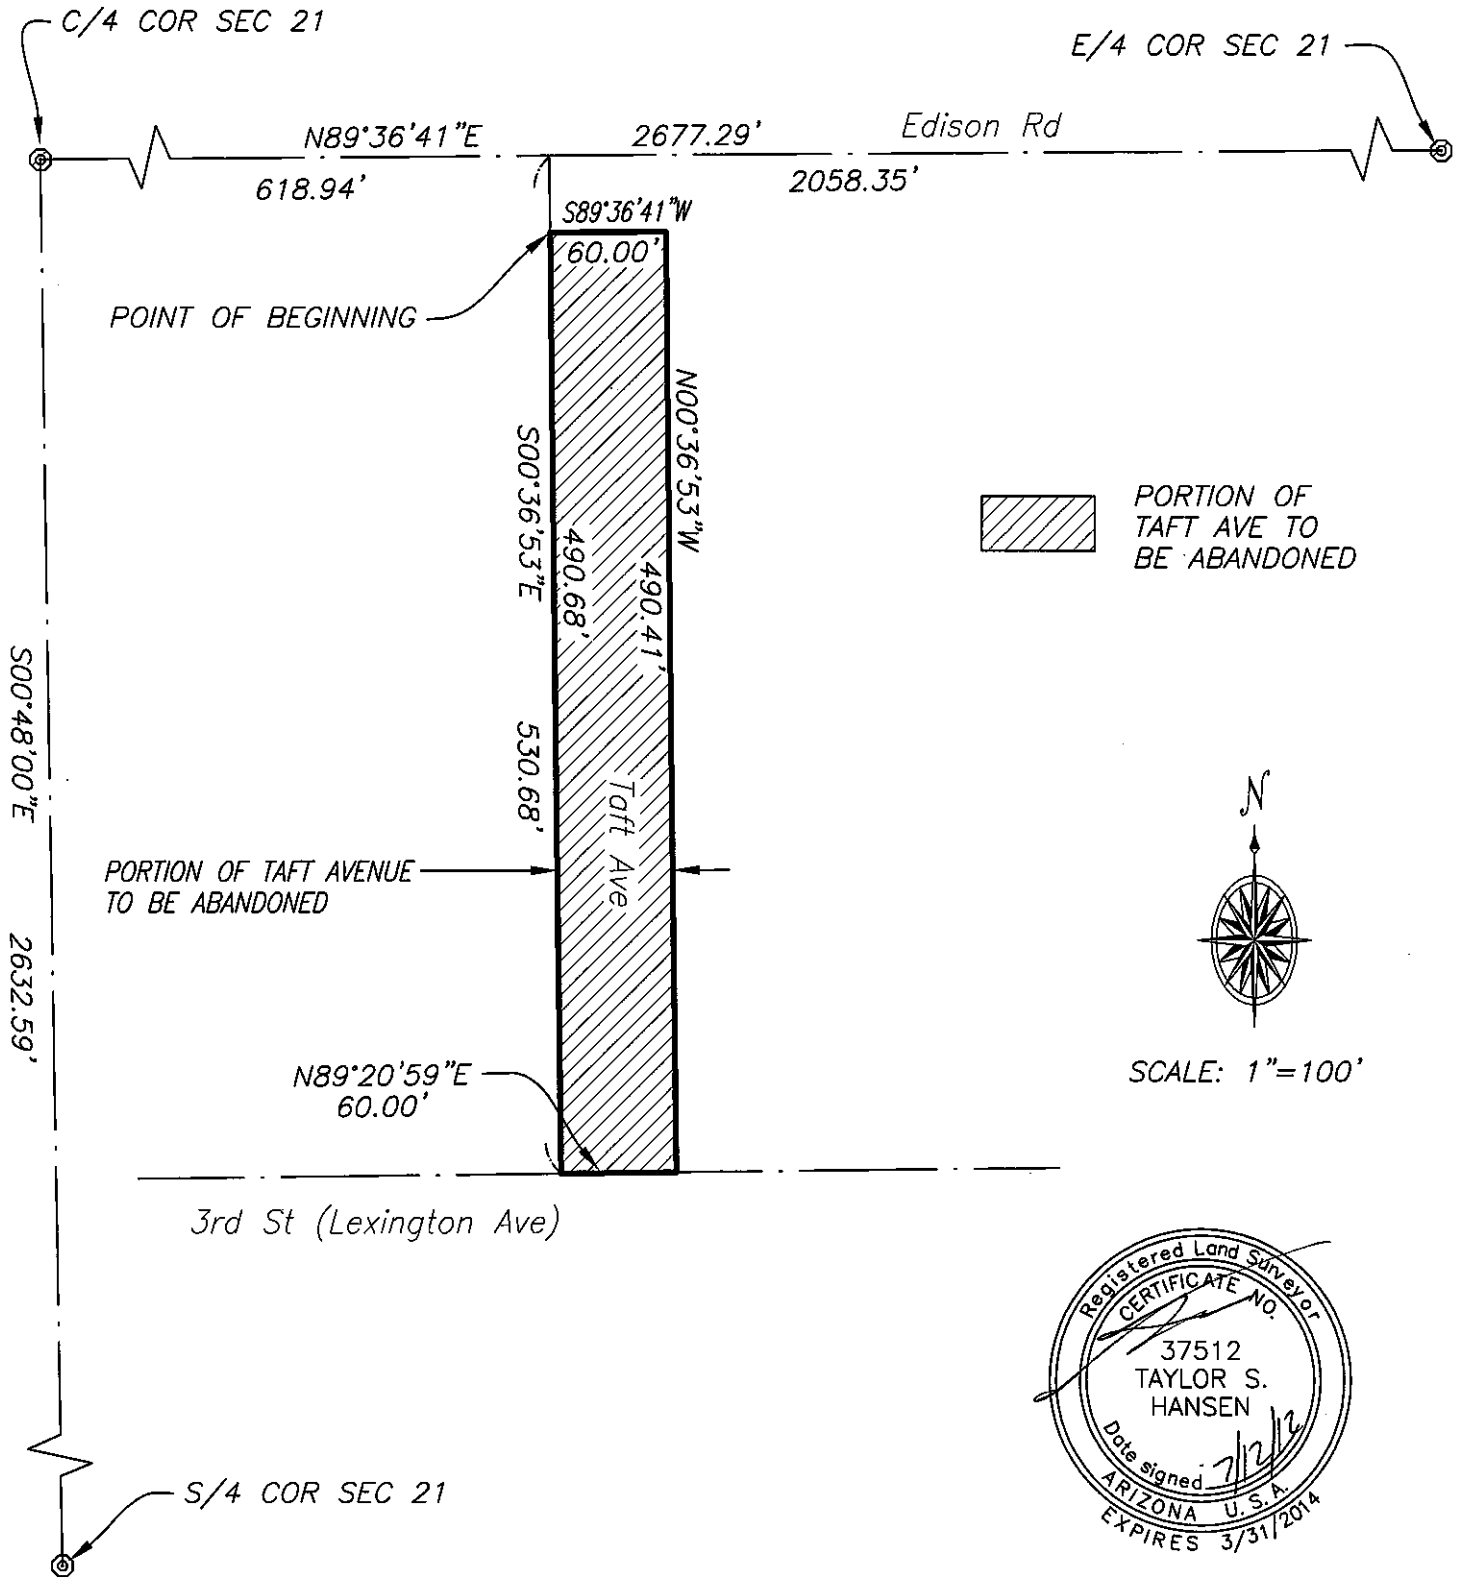 C/4 COR SEC 21
E/4 COR SEC 21
N89°36'41"E
2677.29'
Edison Rd
618.94'
2058.35'
S89°36'41"W
60.00'
POINT OF BEGINNING
N00°36'53"W
490.41'
S00°36'53"E
490.68'
530.68'
Taft Ave
PORTION OF
TAFT AVE TO
BE ABANDONED
S00°48'00"E
2632.59'
PORTION OF TAFT AVENUE
TO BE ABANDONED
N
SCALE: 1"=100'
N89°20'59"E
60.00'
3rd St (Lexington Ave)
Registered Land Surveyor
CERTIFICATE NO.
37512
TAYLOR S.
HANSEN
Date signed 7/12/12
ARIZONA U.S.A.
EXPIRES 3/31/2014
S/4 COR SEC 21